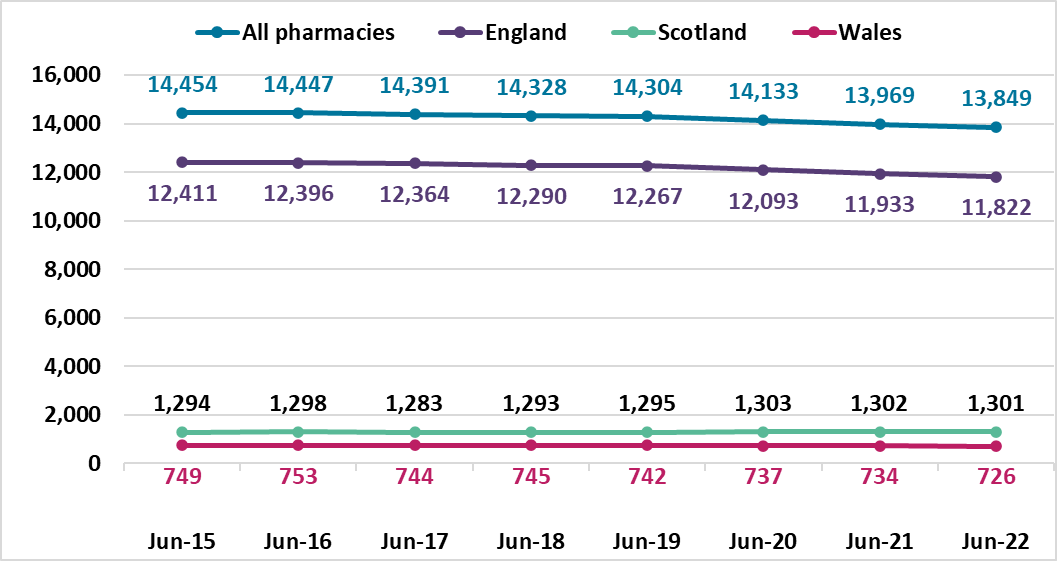 All pharmacies England Scotland Wales
16,000
14,454 14,447 14,391 14,328 14,304 14,133 13,969 13,849
14,000
12,000
12,411 12,396 12,364 12,290 12,267 12,093 11,933 11,822
10,000
8,000
6,000
4,000
2,000
1,294 1,298 1,283 1,293 1,295 1,303 1,302 1,301
0
749 753 744 745 742 737 734 726
Jun-15 Jun-16 Jun-17 Jun-18 Jun-19 Jun-20 Jun-21 Jun-22